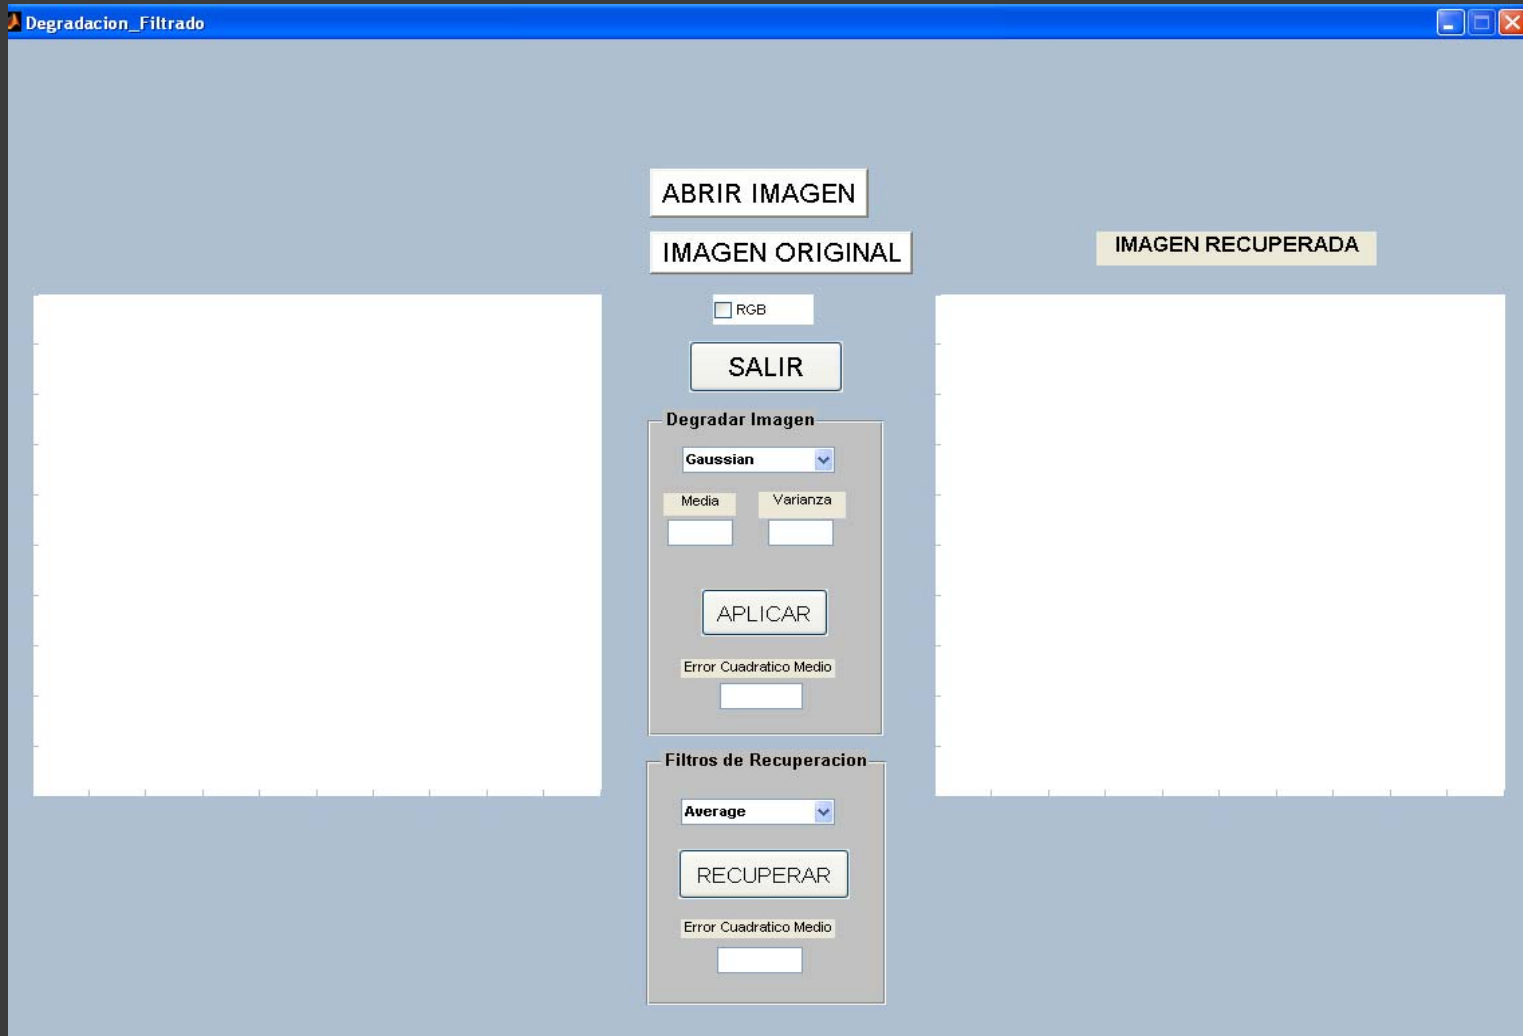 Degradacion_Filtrado
ABRIR IMAGEN
IMAGEN ORIGINAL
IMAGEN RECUPERADA
RGB
SALIR
Degradar Imagen
Gaussian
Media
Varianza
APLICAR
Error Cuadratico Medio
Filtros de Recuperacion
Average
RECUPERAR
Error Cuadratico Medio